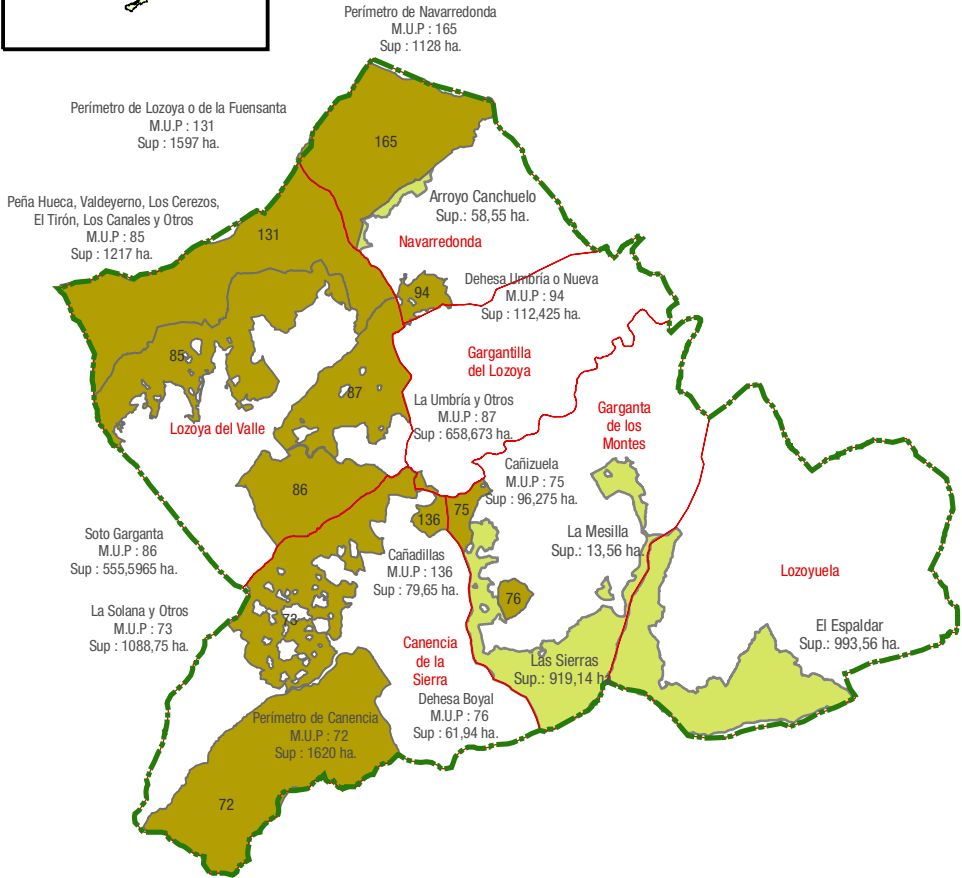 Perímetro de Navarredonda
M.U.P : 165
Sup : 1128 ha.
Perímetro de Lozoya o de la Fuensanta
M.U.P : 131
Sup : 1597 ha.
165
Peña Hueca, Valdeyerno, Los Cerezos,
El Tirón, Los Canales y Otros
M.U.P : 85
Sup : 1217 ha.
131
Arroyo Canchuelo
Sup.: 58,55 ha.
Navarredonda
94
Dehesa Umbría o Nueva
M.U.P : 94
Sup : 112,425 ha.
85
87
Gargantilla
del Lozoya
Lozoya del Valle
La Umbría y Otros
M.U.P : 87
Sup : 658,673 ha.
Garganta
de los
Montes
86
Cañizuela
M.U.P : 75
Sup : 96,275 ha.
75
136
Soto Garganta
M.U.P : 86
Sup : 555,5965 ha.
Cañadillas
M.U.P : 136
Sup : 79,65 ha.
La Mesilla
Sup.: 13,56 ha.
Lozoyuela
La Solana y Otros
M.U.P : 73
Sup : 1088,75 ha.
73
76
Canencia
de la
Sierra
El Espaldar
Sup.: 993,56 ha.
Las Sierras
Sup.: 919,14 h
Dehesa Boyal
M.U.P : 76
Sup : 61,94 ha.
Perímetro de Canencia
M.U.P : 72
Sup : 1620 ha.
72